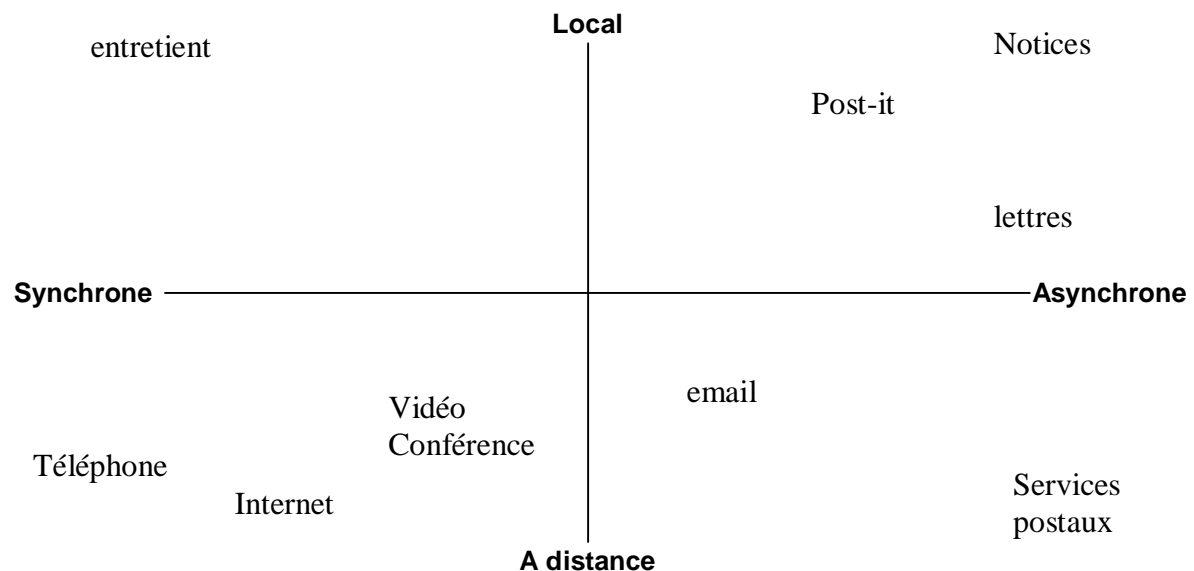 Local
entretient
Notices
Post-it
lettres
Synchrone
Asynchrone
email
Vidéo
Conférence
Téléphone
Internet
Services
postaux
A distance